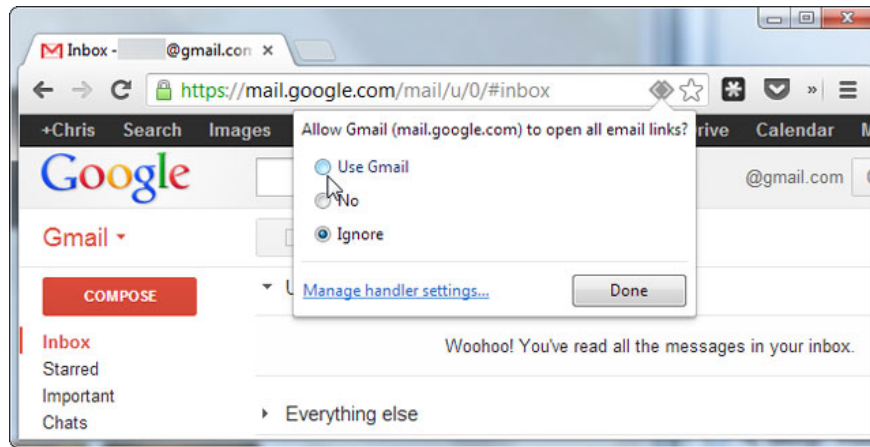 Inbox - @gmail.com
https://mail.google.com/mail/u/0/#inbox
+Chris Search Images
Allow Gmail (mail.google.com) to open all email links?
Calendar
Google
Use Gmail
@gmail.com
No
Gmail
Ignore
COMPOSE
Manage handler settings...
Done
Inbox
Woohoo! You've read all the messages in your inbox.
Starred
Important
Everything else
Chats